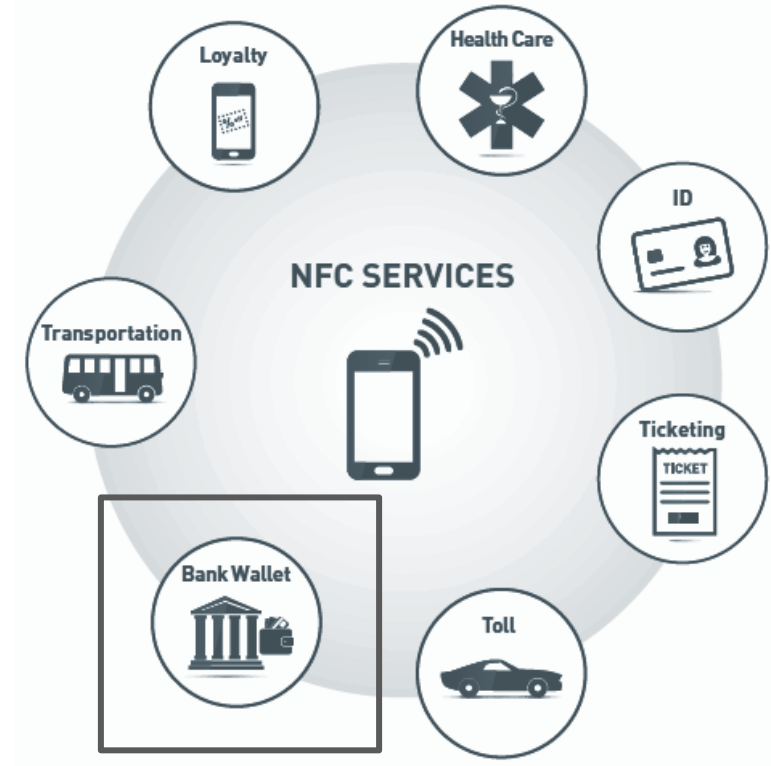 Loyalty
Health Care
ID
NFC SERVICES
Transportation
Ticketing
TICKET
Bank Wallet
Toll